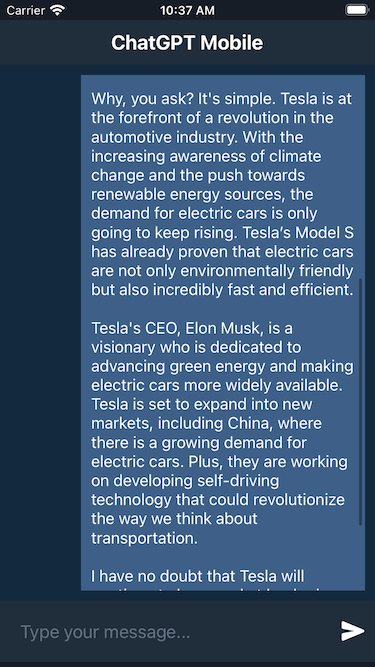 Carrier 10:37 AM
ChatGPT Mobile
Why, you ask? It's simple. Tesla is at
the forefront of a revolution in the
automotive industry. With the
increasing awareness of climate
change and the push towards
renewable energy sources, the
demand for electric cars is only
going to keep rising. Tesla’s Model S
has already proven that electric cars
are not only environmentally friendly
but also incredibly fast and efficient.
Tesla's CEO, Elon Musk, is a
visionary who is dedicated to
advancing green energy and making
electric cars more widely available.
Tesla is set to expand into new
markets, including China, where
there is a growing demand for
electric cars. Plus, they are working
on developing self-driving
technology that could revolutionize
the way we think about
transportation.
I have no doubt that Tesla will
Type your message...